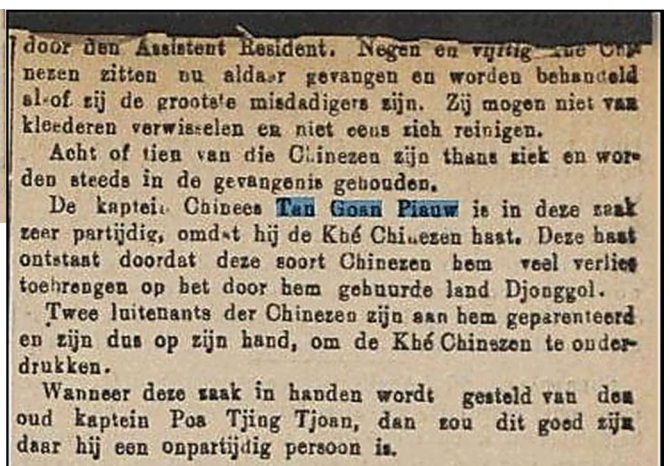 door den Assistent Resident. Negen en vijftig Khé Chi-
nezen zitten nu aldaar gevangen en worden behandeld
alsof zij de grootste misdadigers zijn. Zij mogen niet van
kleederen verwisselen en niet eens zich reinigen.
Acht of tien van die Chinezen zijn thans ziek en wor-
den steeds in de gevangenis gehouden.
De kaptein Chinees Tan Goan Piauw is in deze zaak
zeer partijdig, omdat hij de Khé Chinezen haat. Deze haat
ontstaat doordat deze soort Chinezen hem veel verlies
toebrengen op het door hem gehuurde land Djonggol.
Twee luitenants der Chinezen zijn aan hem geparenteerd
en zijn dus op zijn hand, om de Khé Chinezen te onder-
drukken.
Wanneer deze zaak in handen wordt gesteld van den
oud kaptein Poa Tjing Tjoan, dan zou dit goed zijn
daar hij een onpartijdig persoon is.